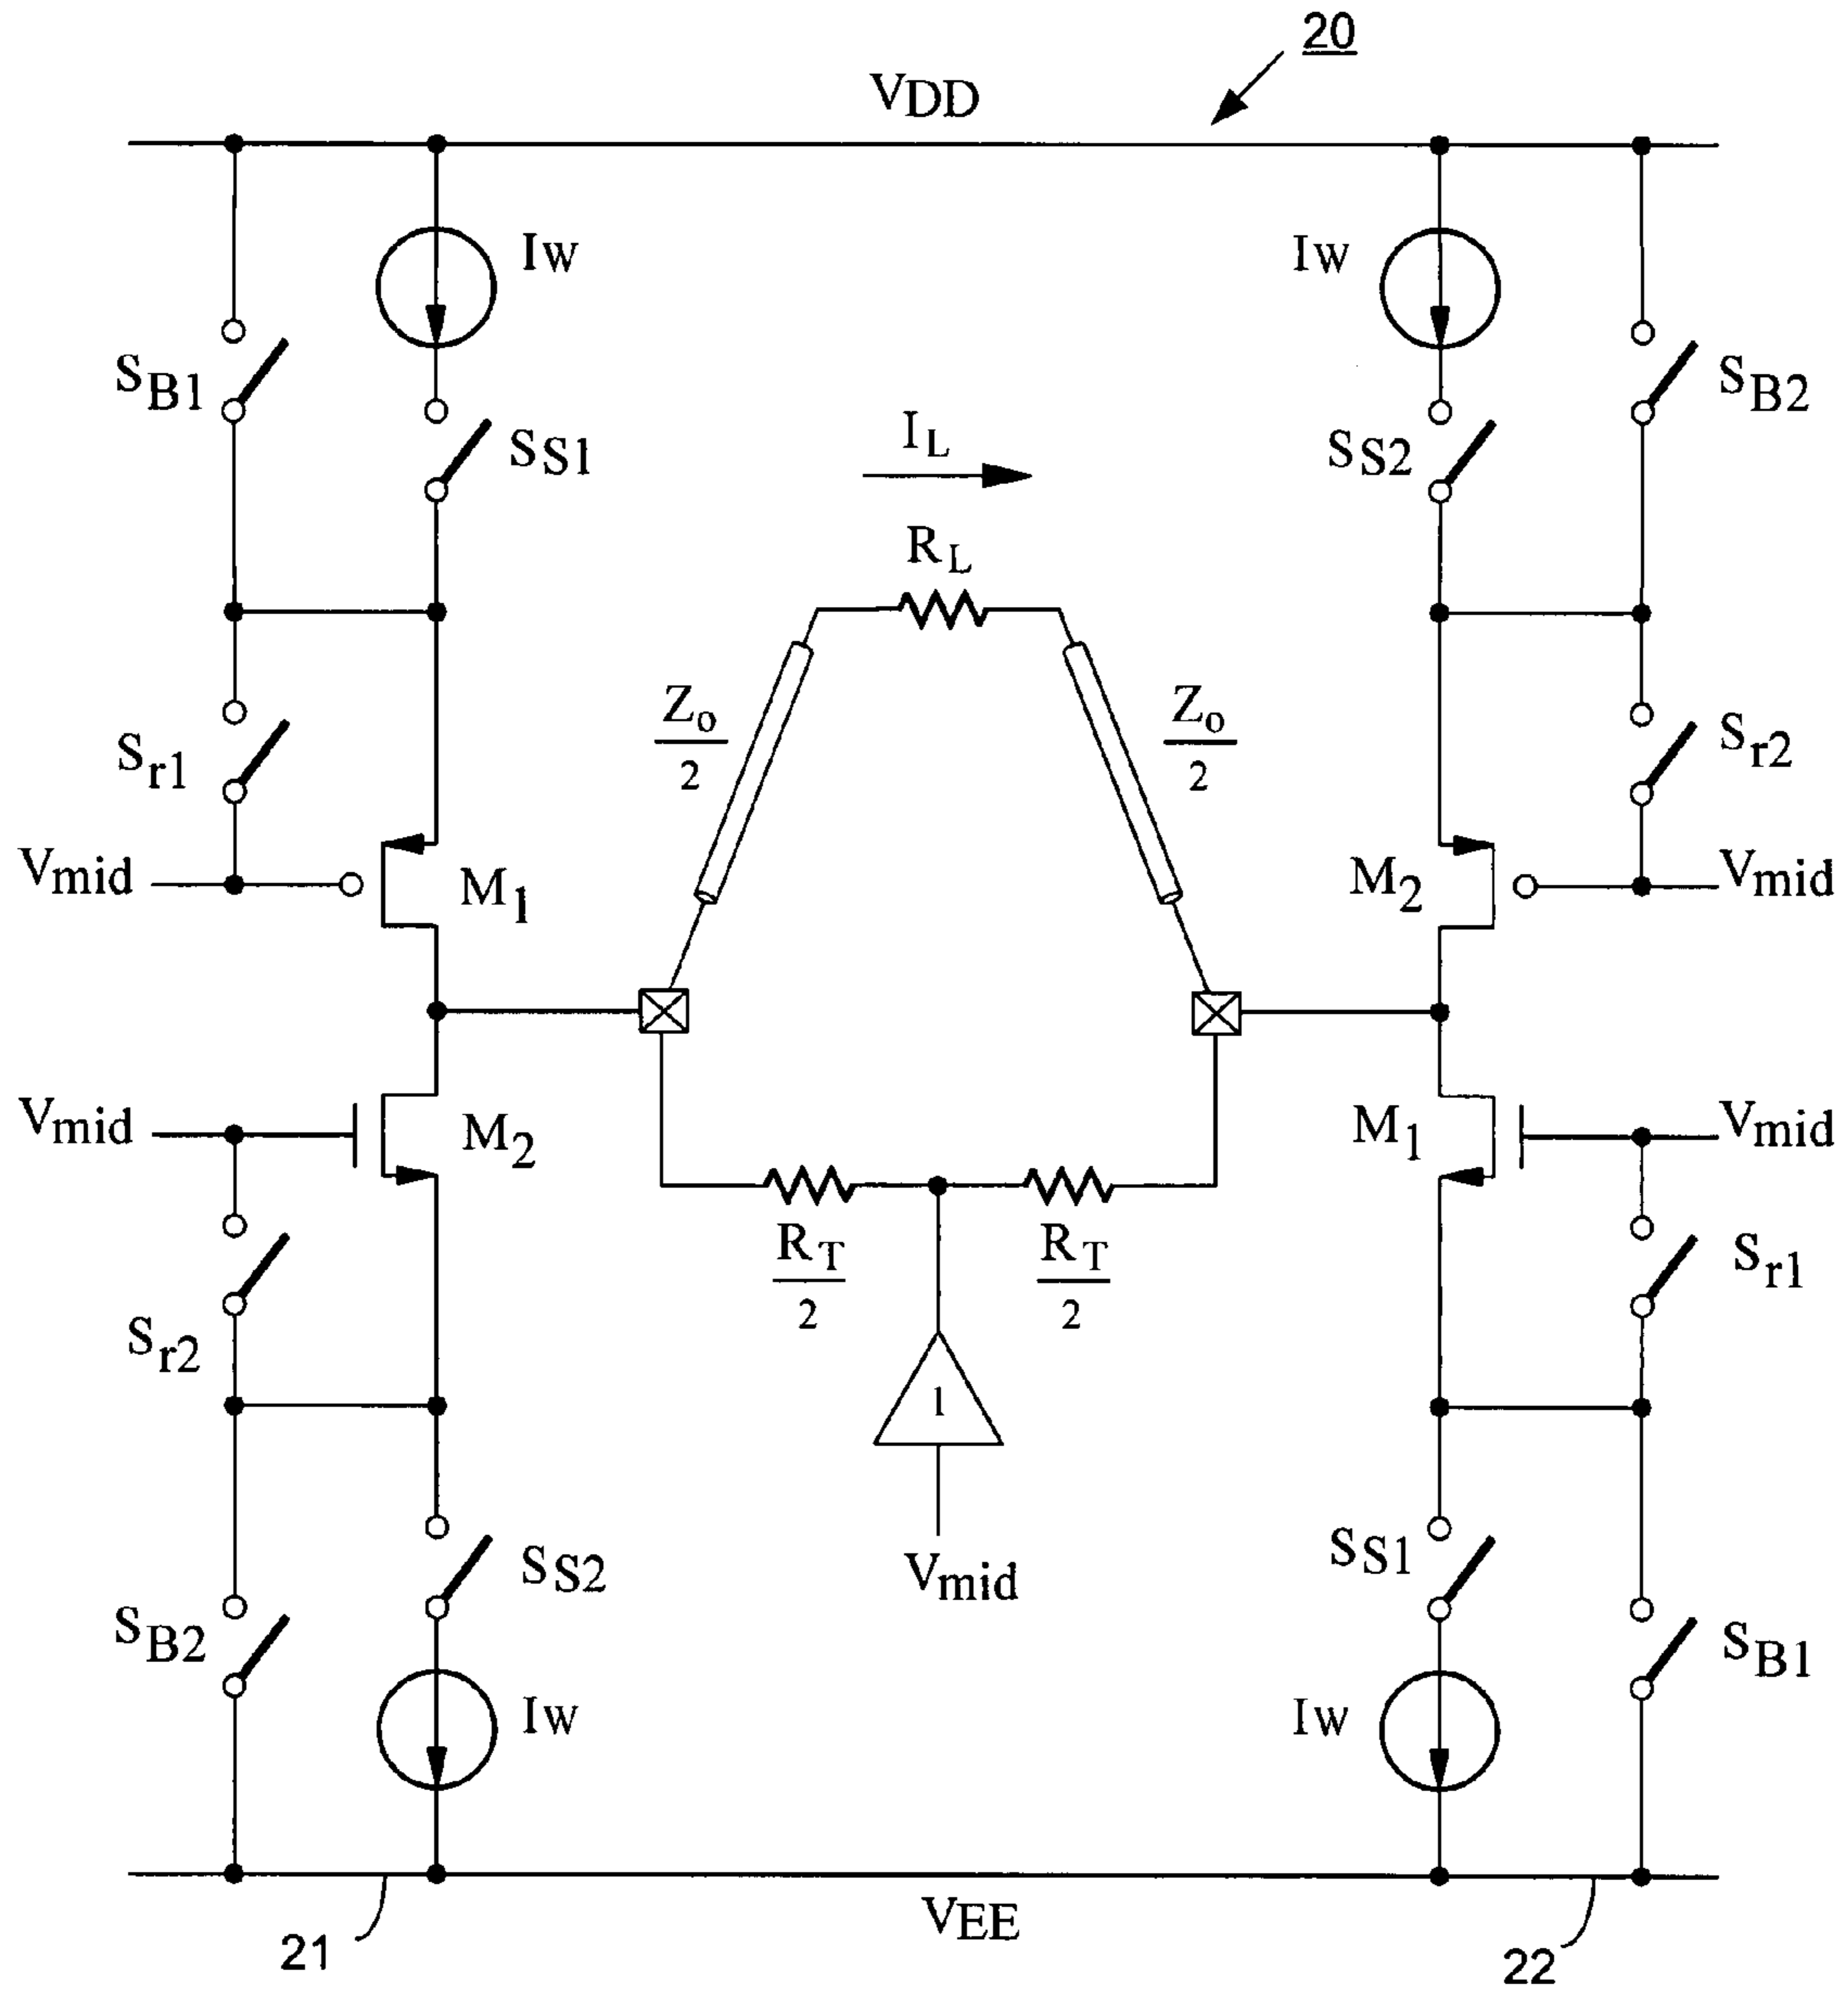 20
VDD
IW
IW
SB1
SS1
IL
SS2
SB2
RL
Zo/2
Zo/2
Sr1
Sr2
Vmid
M1
M2
Vmid
Vmid
M2
M1
Vmid
RT/2
RT/2
Sr2
Sr1
1
Vmid
SS2
SS1
SB2
SB1
IW
IW
VEE
21
22